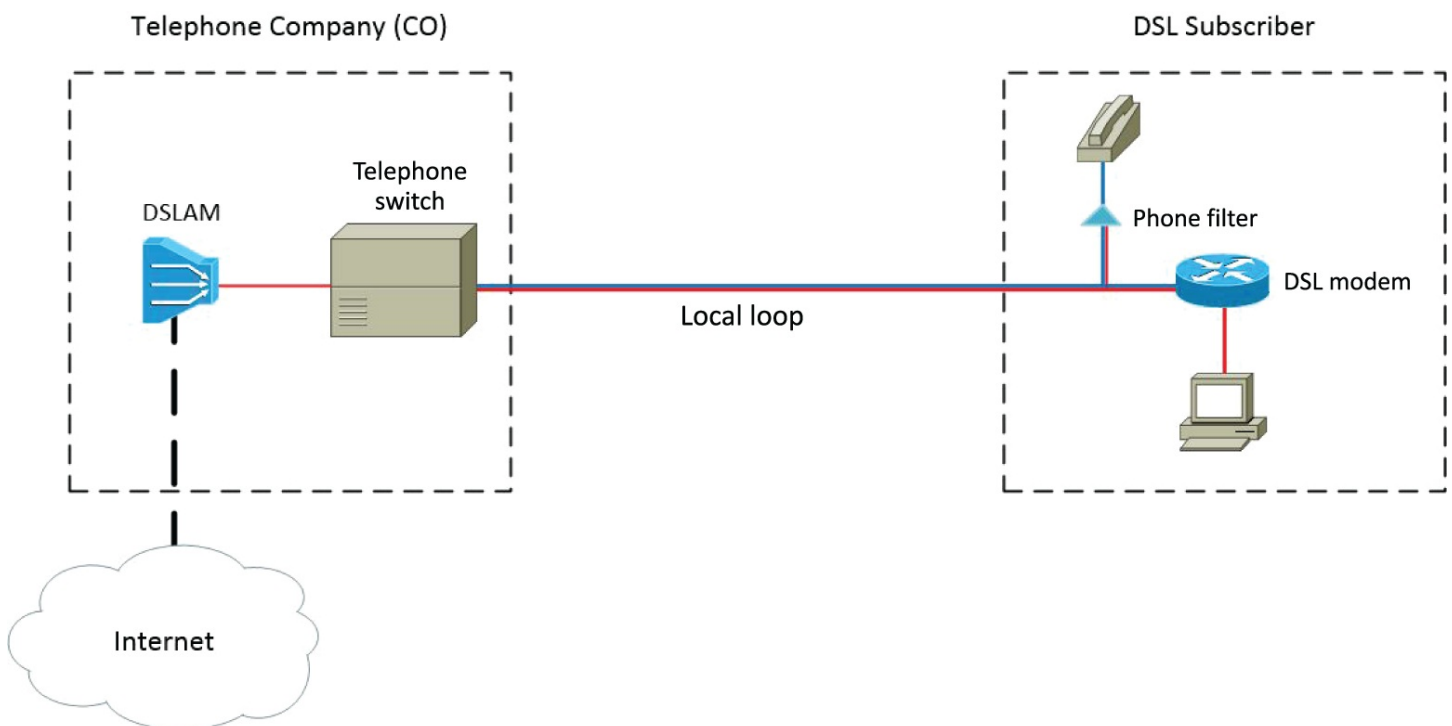 Telephone Company (CO)
DSL Subscriber
Telephone
switch
DSLAM
Phone filter
DSL modem
Local loop
Internet